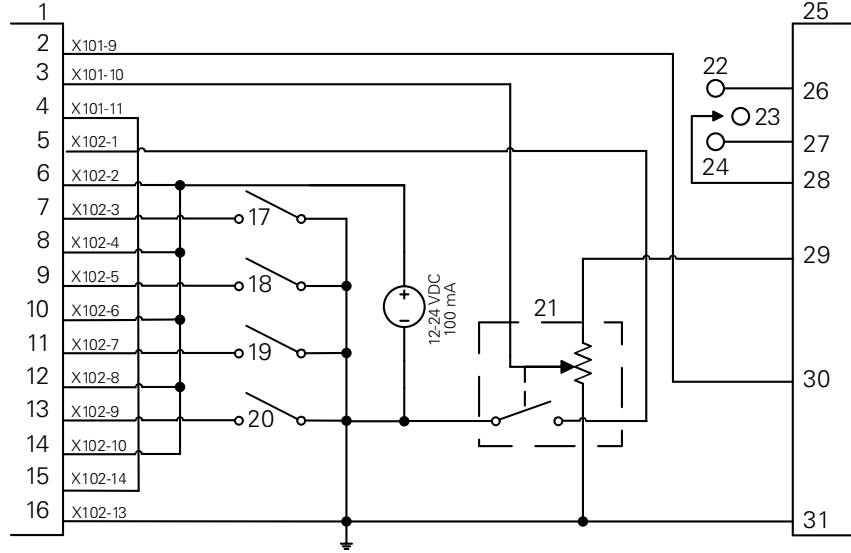 1
25
2 X101-9
3 X101-10
22
26
4 X101-11
23
5 X102-1
27
24
6 X102-2
28
7 X102-3
17
8 X102-4
29
9 X102-5
18
10 X102-6
+
−
12-24 VDC
100 mA
21
11 X102-7
19
12 X102-8
30
13 X102-9
20
14 X102-10
15 X102-14
16 X102-13
31